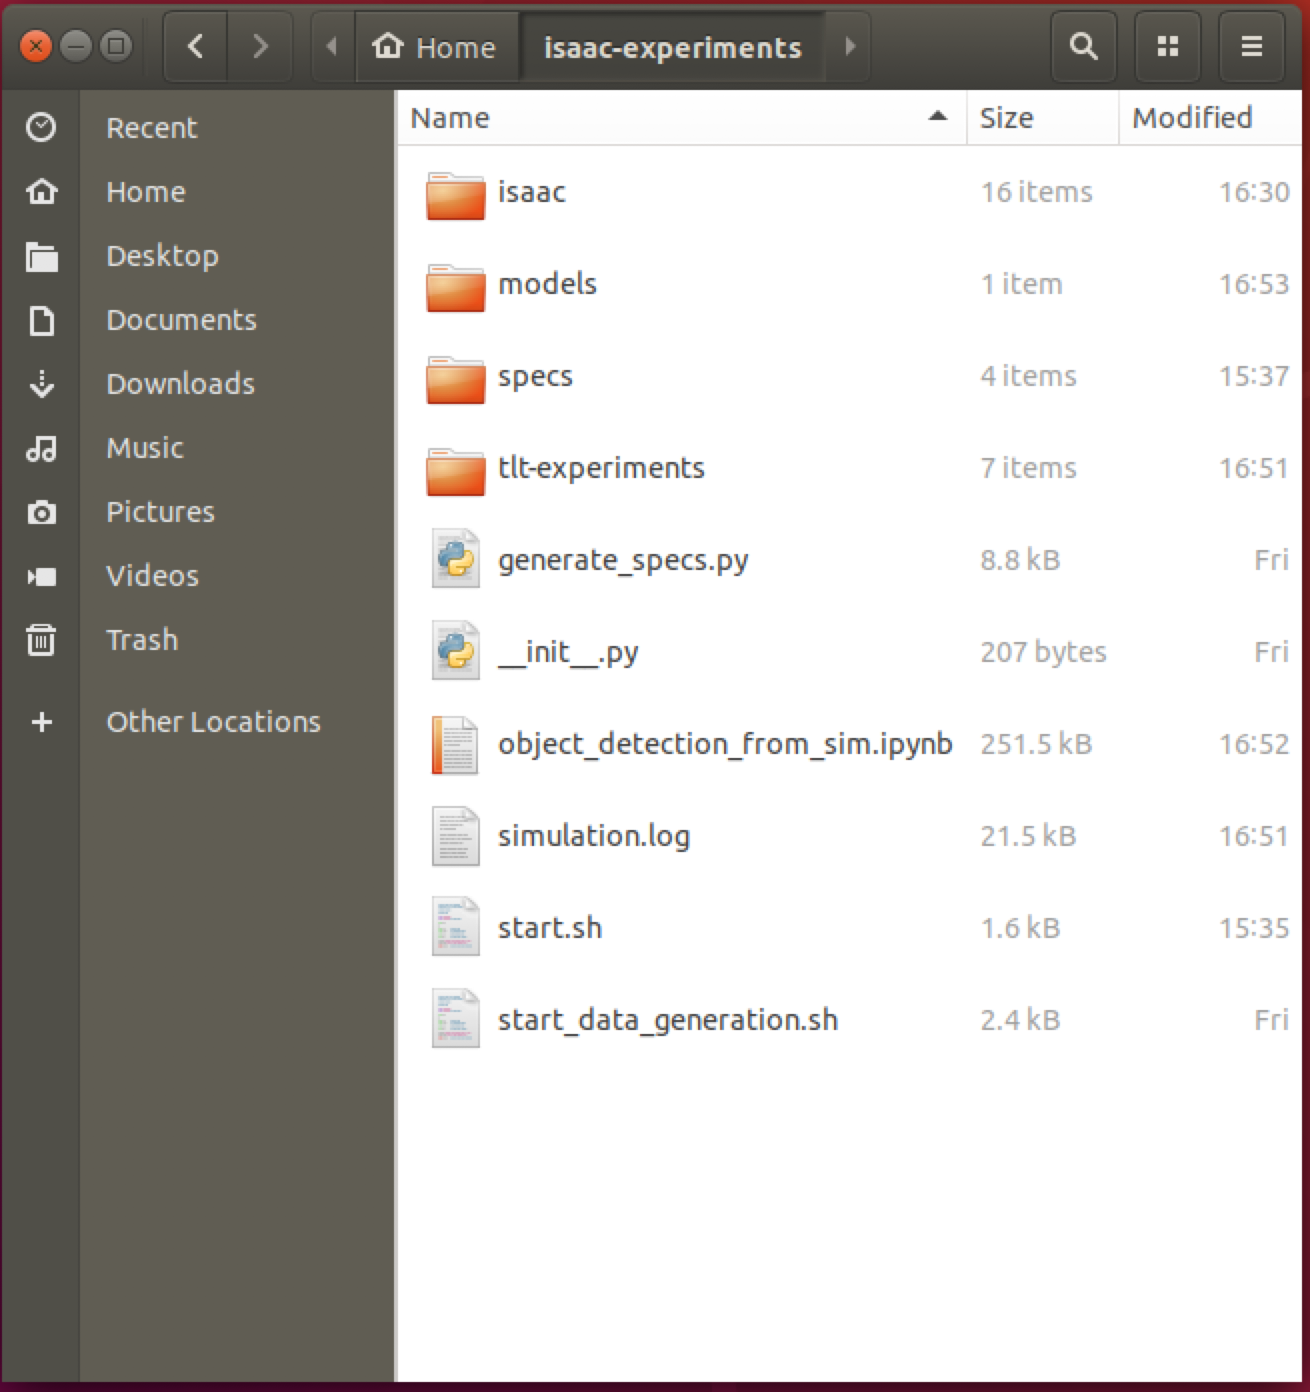 Home isaac-experiments
Recent
Home
Desktop
Documents
Downloads
Music
Pictures
Videos
Trash
Other Locations
Name Size Modified
isaac 16 items 16:30
models 1 item 16:53
specs 4 items 15:37
tlt-experiments 7 items 16:51
generate_specs.py 8.8 kB Fri
__init__.py 207 bytes Fri
object_detection_from_sim.ipynb 251.5 kB 16:52
simulation.log 21.5 kB 16:51
start.sh 1.6 kB 15:35
start_data_generation.sh 2.4 kB Fri